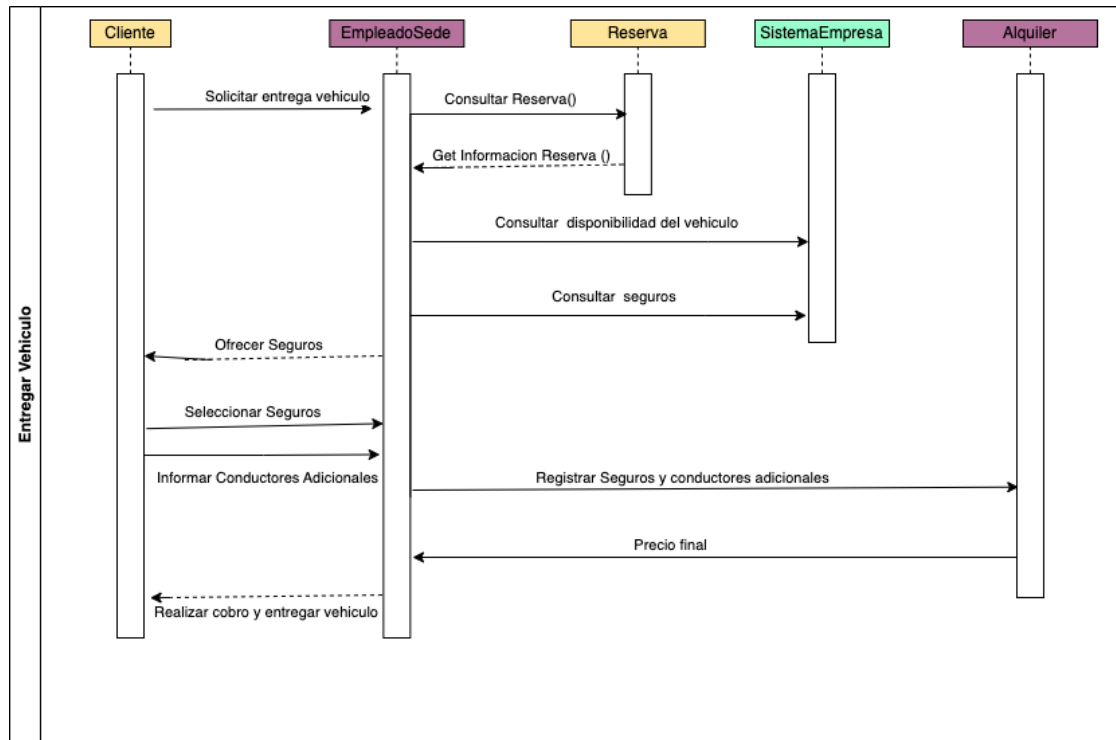 Cliente
EmpleadoSede
Reserva
SistemaEmpresa
Alquiler
Solicitar entrega vehiculo
Consultar Reserva()
Get Informacion Reserva ()
Consultar disponibilidad del vehiculo
Consultar seguros
Ofrecer Seguros
Seleccionar Seguros
Informar Conductores Adicionales
Registrar Seguros y conductores adicionales
Precio final
Realizar cobro y entregar vehiculo
Entregar Vehiculo